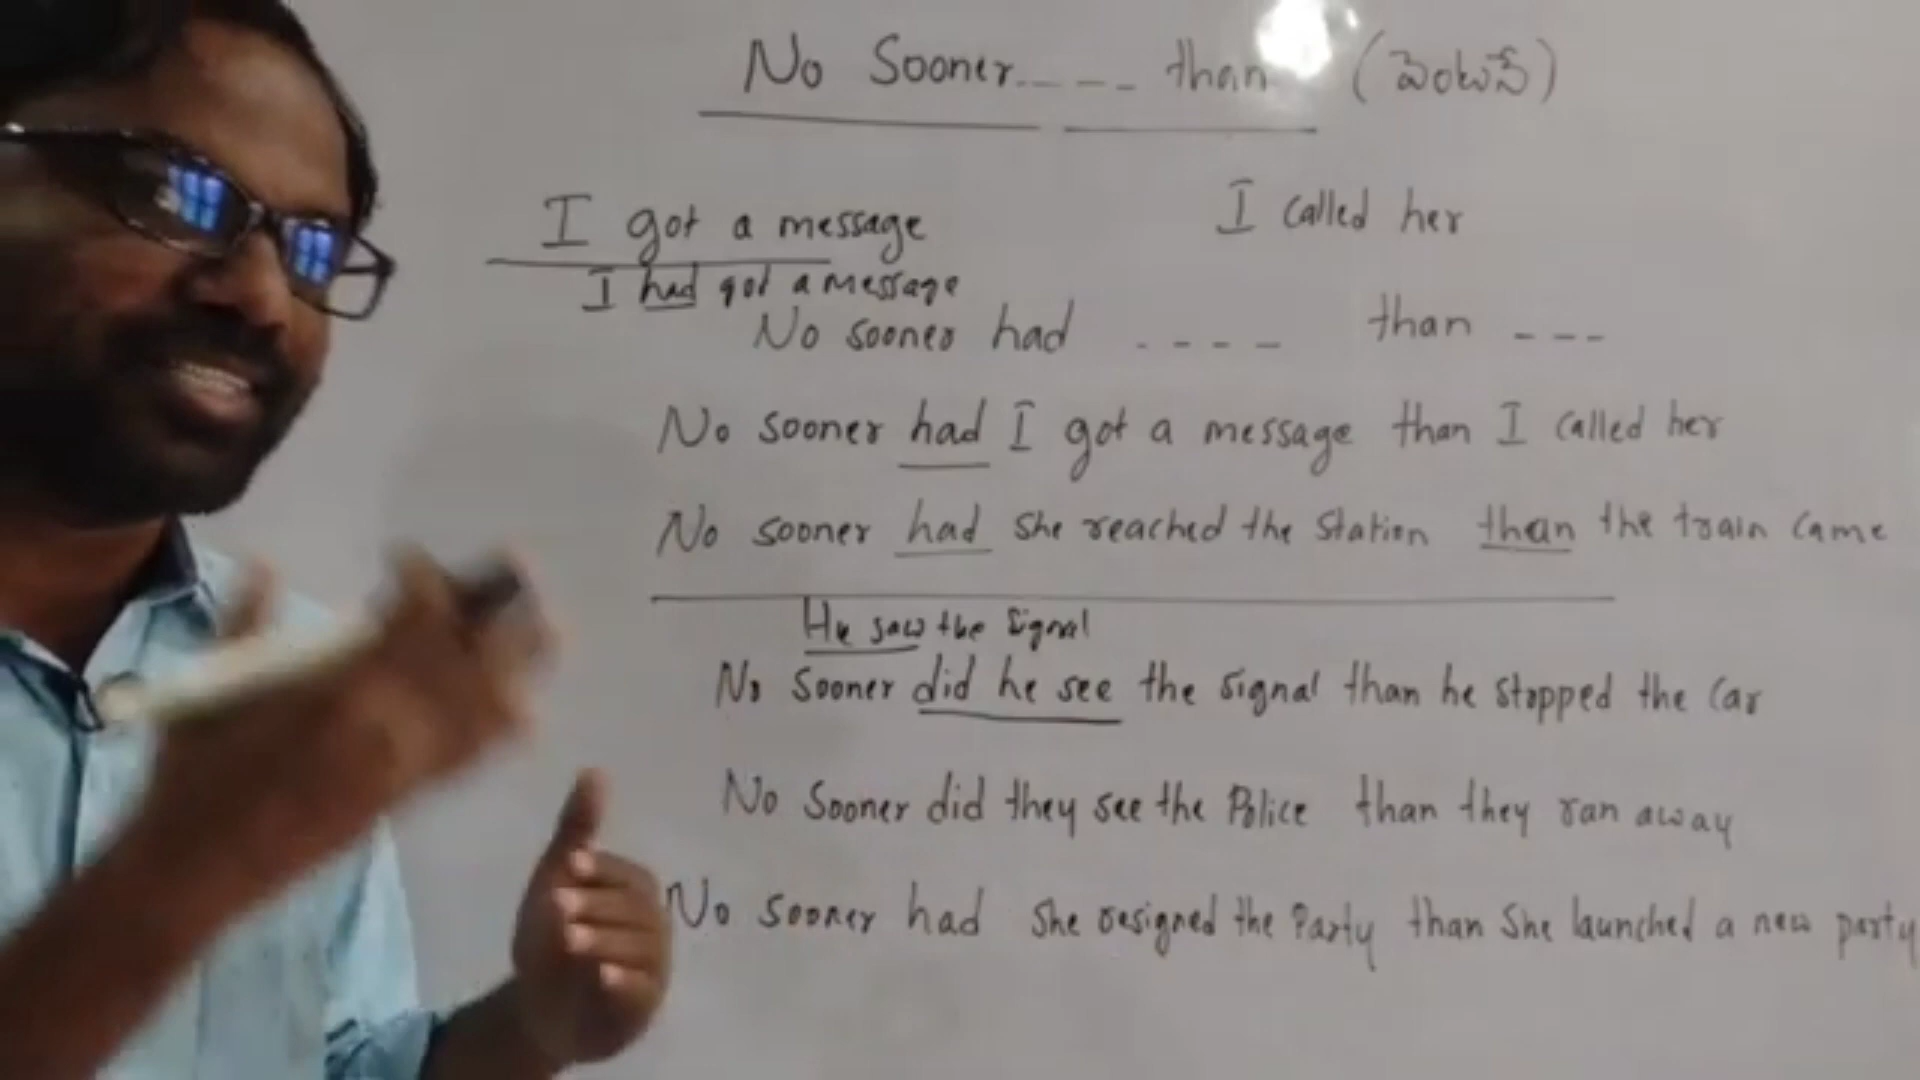 No Sooner---- than (వెంటనే)
I got a message I called her
I had got a message
No sooner had ---- than ---
No sooner had I got a message than I called her
No sooner had she reached the station than the train came
He saw the signal
No sooner did he see the signal than he stopped the car
No sooner did they see the Police than they ran away
No sooner had she resigned the Party than she launched a new party